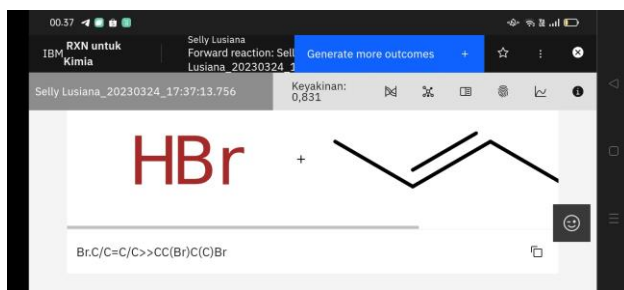 00.37
IBM RXN untuk Kimia
Selly Lusiana
Forward reaction: Sell
Lusiana_20230324_1
Generate more outcomes +
Selly Lusiana_20230324_17:37:13.756
Keyakinan:
0,831
HBr +
Br.C/C=C/C>>CC(Br)C(C)Br